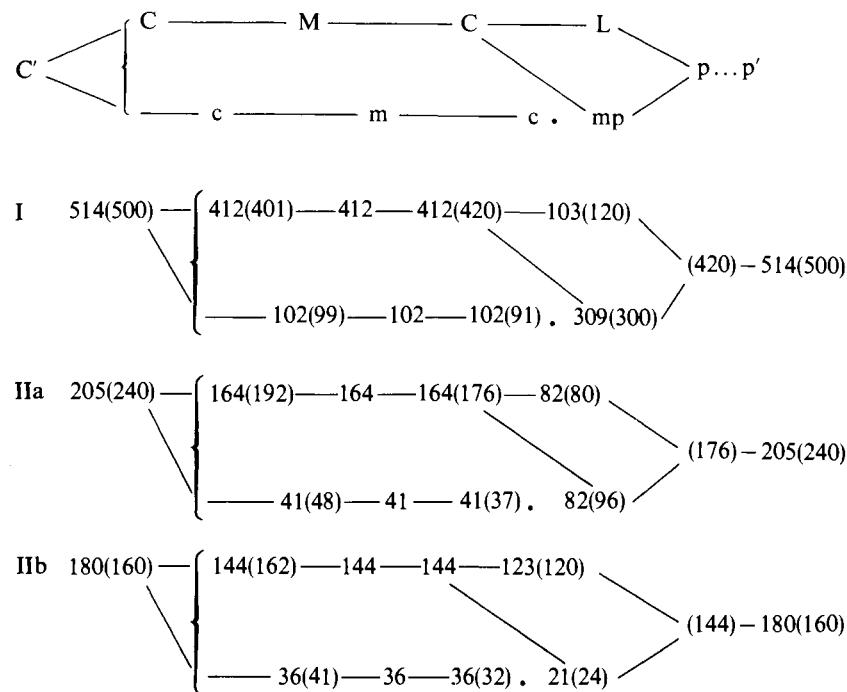 C — M — C — L
C′ p…p′
c — m — c . mp
I 514(500) — 412(401) — 412 — 412(420) — 103(120)
(420) – 514(500)
— 102(99) — 102 — 102(91) . 309(300)
IIa 205(240) — 164(192) — 164 — 164(176) — 82(80)
(176) – 205(240)
— 41(48) — 41 — 41(37) . 82(96)
IIb 180(160) — 144(162) — 144 — 144 — 123(120)
(144) – 180(160)
— 36(41) — 36 — 36(32) . 21(24)